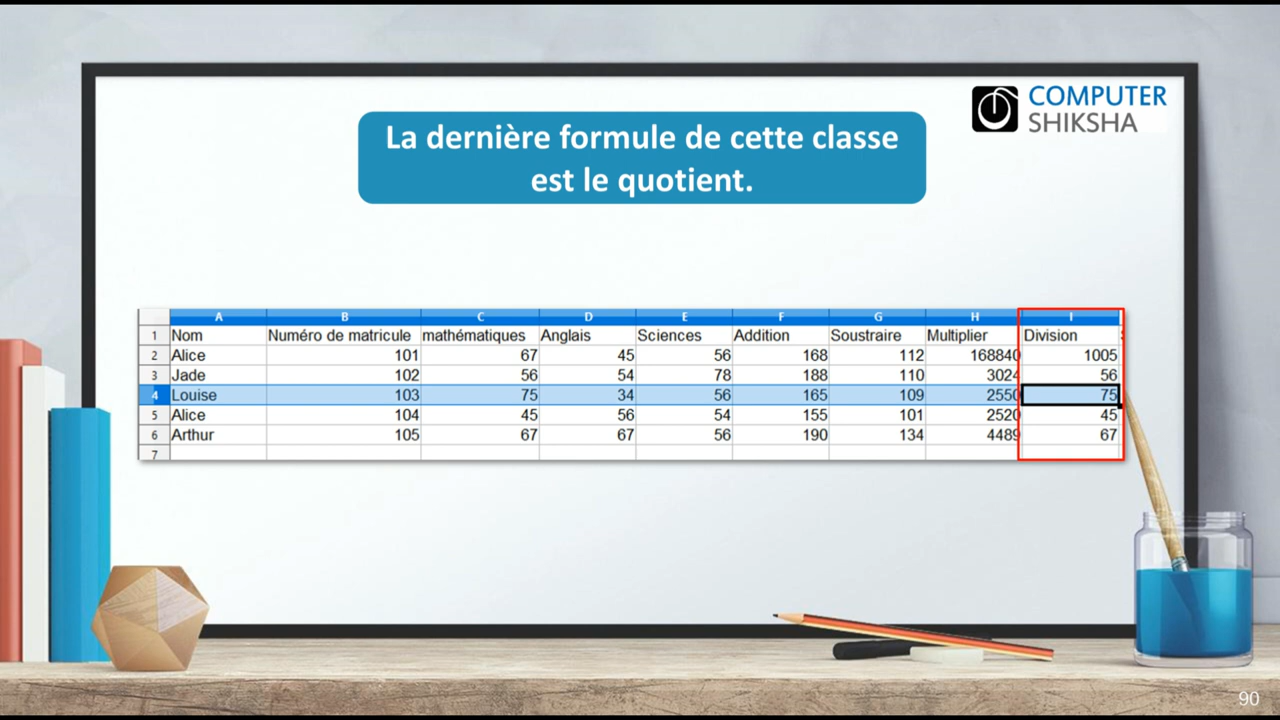 COMPUTER
SHIKSHA
La dernière formule de cette classe
est le quotient.
A B C D E F G H I
1 Nom Numéro de matricule mathématiques Anglais Sciences Addition Soustraire Multiplier Division
2 Alice 101 67 45 56 168 112 168840 1005
3 Jade 102 56 54 78 188 110 3024 56
4 Louise 103 75 34 56 165 109 2550 75
5 Alice 104 45 56 54 155 101 2520 45
6 Arthur 105 67 67 56 190 134 4489 67
7
90